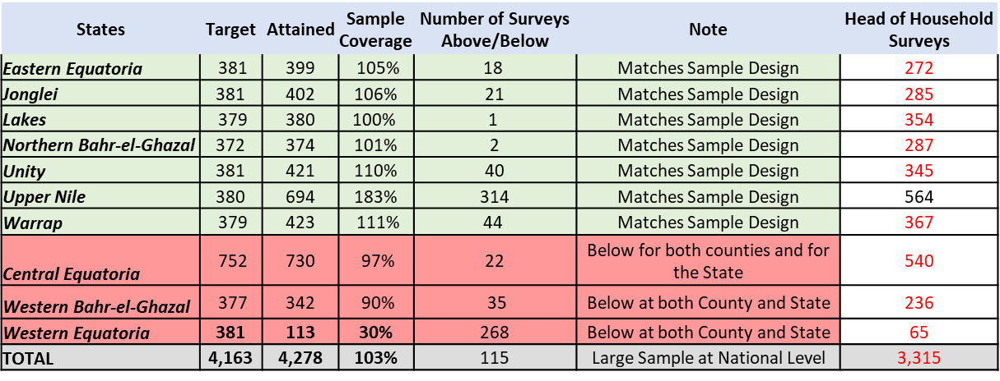 States Target Attained Sample Coverage Number of Surveys Above/Below Note Head of Household Surveys
Eastern Equatoria 381 399 105% 18 Matches Sample Design 272
Jonglei 381 402 106% 21 Matches Sample Design 285
Lakes 379 380 100% 1 Matches Sample Design 354
Northern Bahr-el-Ghazal 372 374 101% 2 Matches Sample Design 287
Unity 381 421 110% 40 Matches Sample Design 345
Upper Nile 380 694 183% 314 Matches Sample Design 564
Warrap 379 423 111% 44 Matches Sample Design 367
Central Equatoria 752 730 97% 22 Below for both counties and for the State 540
Western Bahr-el-Ghazal 377 342 90% 35 Below at both County and State 236
Western Equatoria 381 113 30% 268 Below at both County and State 65
TOTAL 4,163 4,278 103% 115 Large Sample at National Level 3,315